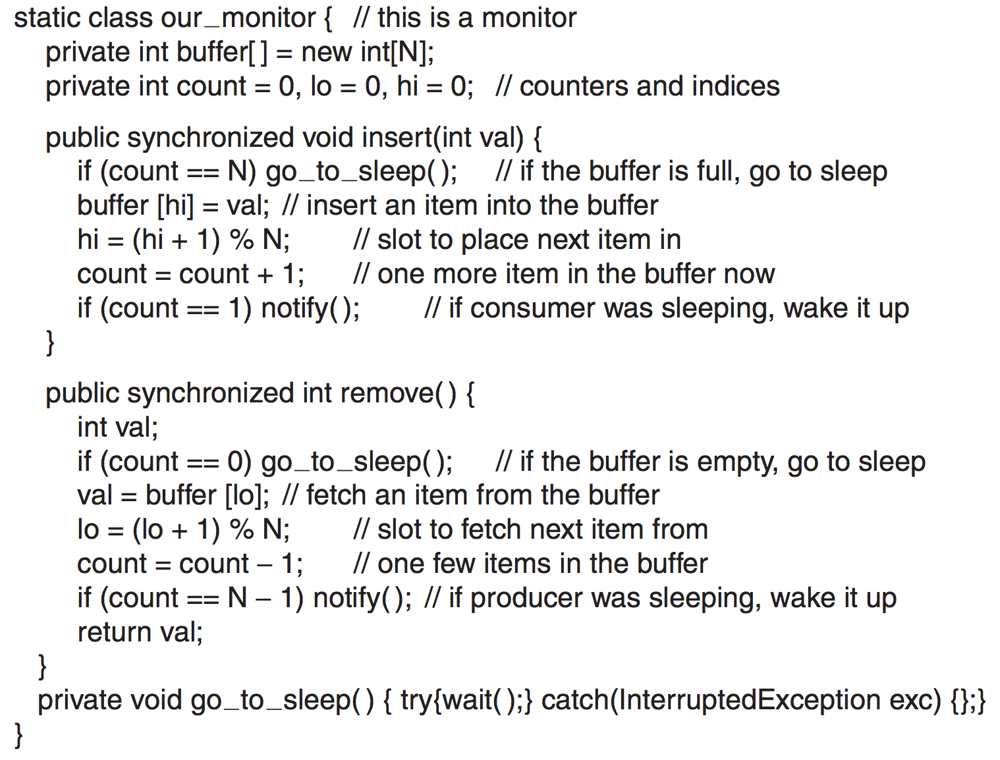 static class our_monitor { // this is a monitor
private int buffer[ ] = new int[N];
private int count = 0, lo = 0, hi = 0; // counters and indices
public synchronized void insert(int val) {
if (count == N) go_to_sleep( ); // if the buffer is full, go to sleep
buffer [hi] = val; // insert an item into the buffer
hi = (hi + 1) % N; // slot to place next item in
count = count + 1; // one more item in the buffer now
if (count == 1) notify( ); // if consumer was sleeping, wake it up
}
public synchronized int remove( ) {
int val;
if (count == 0) go_to_sleep( ); // if the buffer is empty, go to sleep
val = buffer [lo]; // fetch an item from the buffer
lo = (lo + 1) % N; // slot to fetch next item from
count = count – 1; // one few items in the buffer
if (count == N – 1) notify( ); // if producer was sleeping, wake it up
return val;
}
private void go_to_sleep( ) { try{wait( );} catch(InterruptedException exc) {};}
}